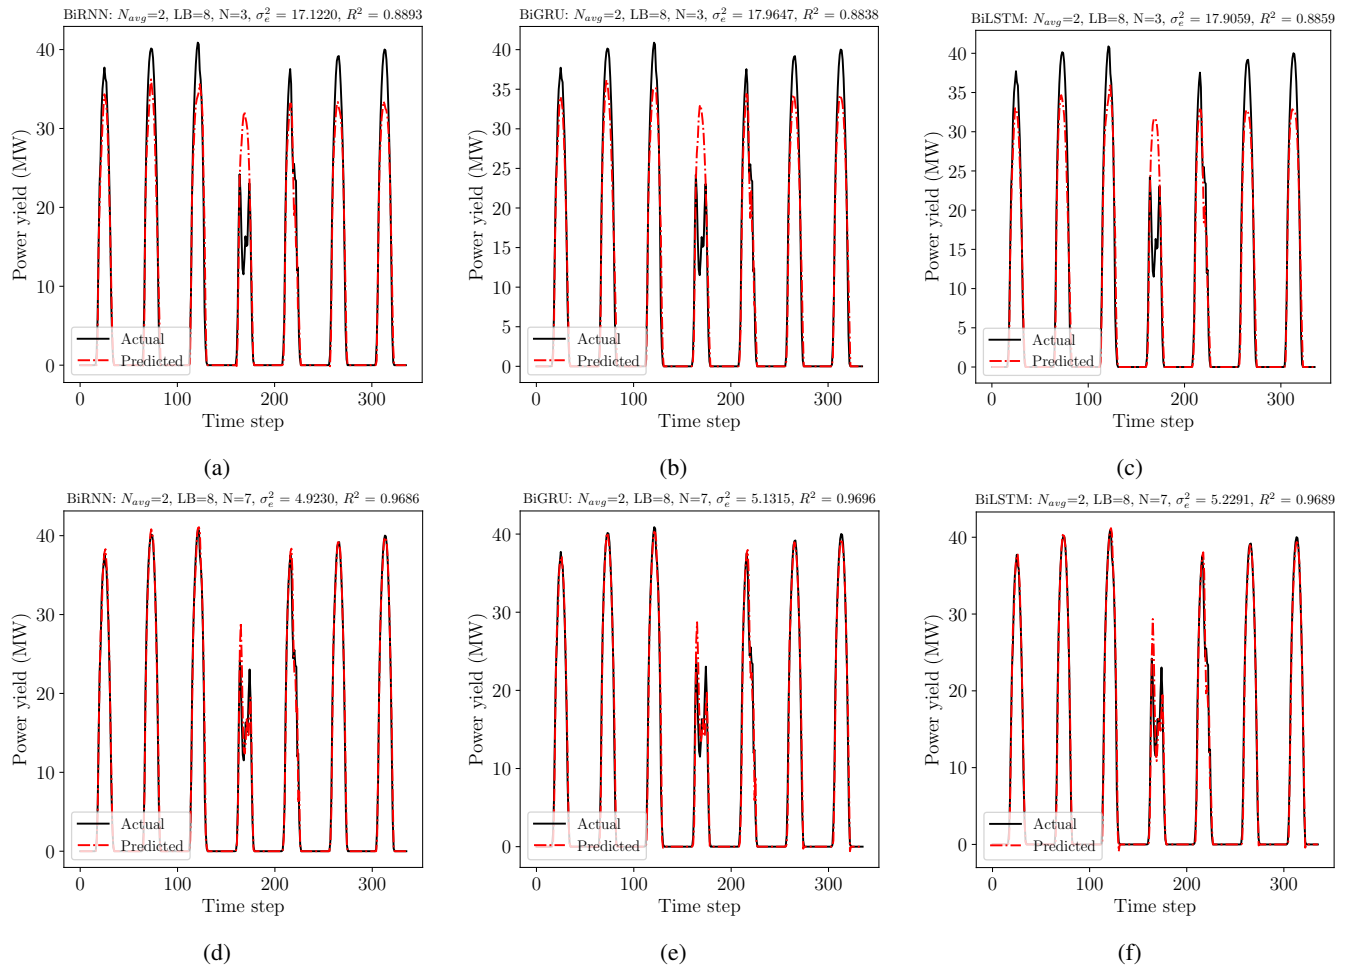 BiRNN: N_avg=2, LB=8, N=3, σ_e^2 = 17.1220, R^2 = 0.8893
40
30
20
10
0
Power yield (MW)
Actual
Predicted
0 100 200 300
Time step
(a)
BiGRU: N_avg=2, LB=8, N=3, σ_e^2 = 17.9647, R^2 = 0.8838
40
35
30
25
20
15
10
5
0
Power yield (MW)
Actual
Predicted
0 100 200 300
Time step
(b)
BiLSTM: N_avg=2, LB=8, N=3, σ_e^2 = 17.9059, R^2 = 0.8859
40
35
30
25
20
15
10
5
0
Power yield (MW)
Actual
Predicted
0 100 200 300
Time step
(c)
BiRNN: N_avg=2, LB=8, N=7, σ_e^2 = 4.9230, R^2 = 0.9686
40
30
20
10
0
Power yield (MW)
Actual
Predicted
0 100 200 300
Time step
(d)
BiGRU: N_avg=2, LB=8, N=7, σ_e^2 = 5.1315, R^2 = 0.9696
40
30
20
10
0
Power yield (MW)
Actual
Predicted
0 100 200 300
Time step
(e)
BiLSTM: N_avg=2, LB=8, N=7, σ_e^2 = 5.2291, R^2 = 0.9689
40
30
20
10
0
Power yield (MW)
Actual
Predicted
0 100 200 300
Time step
(f)